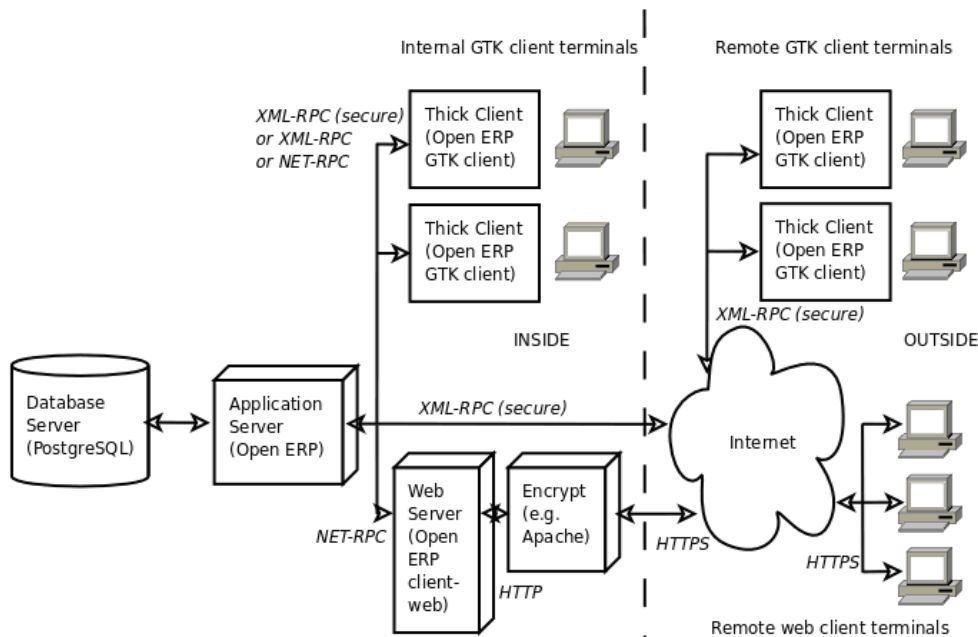 Internal GTK client terminals
Remote GTK client terminals
XML-RPC (secure)
or XML-RPC
or NET-RPC
Thick Client
(Open ERP
GTK client)
Thick Client
(Open ERP
GTK client)
Thick Client
(Open ERP
GTK client)
Thick Client
(Open ERP
GTK client)
XML-RPC (secure)
INSIDE
OUTSIDE
Database
Server
(PostgreSQL)
Application
Server
(Open ERP)
XML-RPC (secure)
Internet
Web
Server
(Open
ERP
client-
web)
Encrypt
(e.g.
Apache)
NET-RPC
HTTP
HTTPS
HTTPS
Remote web client terminals